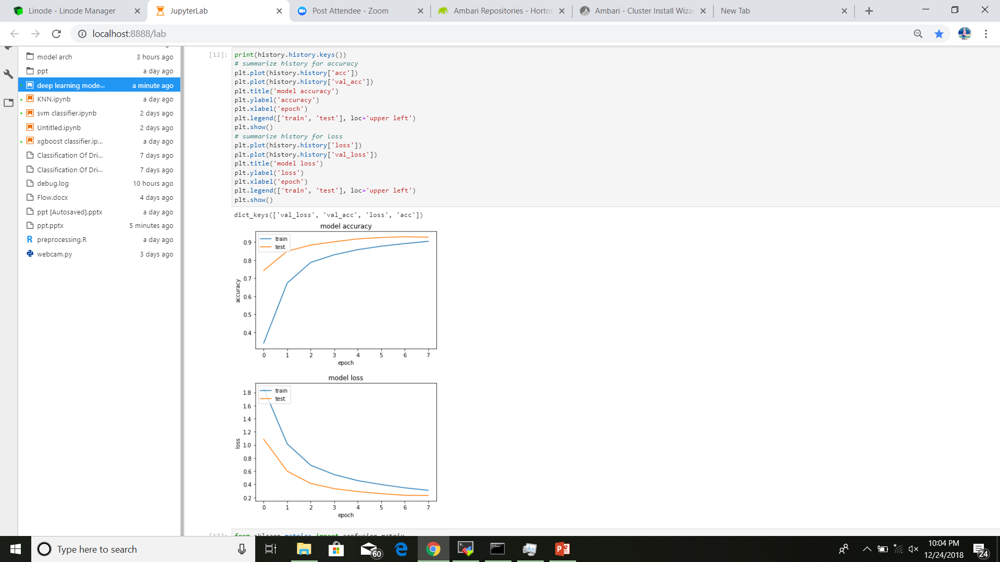 Linode - Linode Manager
JupyterLab
Post Attendee - Zoom
Ambari Repositories - Hortor
Ambari - Cluster Install Wiza
New Tab
localhost:8888/lab
model arch 3 hours ago
ppt a day ago
deep learning mode... a minute ago
KNN.ipynb a day ago
svm classifier.ipynb 2 days ago
Untitled.ipynb 2 days ago
xgboost classifier.ip... a day ago
Classification Of Dri... 7 days ago
Classification Of Dri... 7 days ago
debug.log 10 hours ago
Flow.docx 4 days ago
ppt [Autosaved].pptx a day ago
ppt.pptx 5 minutes ago
R preprocessing.R a day ago
webcam.py 3 days ago
[12]: print(history.history.keys())
# summarize history for accuracy
plt.plot(history.history['acc'])
plt.plot(history.history['val_acc'])
plt.title('model accuracy')
plt.ylabel('accuracy')
plt.xlabel('epoch')
plt.legend(['train', 'test'], loc='upper left')
plt.show()
# summarize history for loss
plt.plot(history.history['loss'])
plt.plot(history.history['val_loss'])
plt.title('model loss')
plt.ylabel('loss')
plt.xlabel('epoch')
plt.legend(['train', 'test'], loc='upper left')
plt.show()
dict_keys(['val_loss', 'val_acc', 'loss', 'acc'])
model accuracy
train
test
0.9
0.8
0.7
0.6
0.5
0.4
accuracy
0 1 2 3 4 5 6 7
epoch
model loss
train
test
1.8
1.6
1.4
1.2
1.0
0.8
0.6
0.4
0.2
loss
0 1 2 3 4 5 6 7
epoch
[17]: from sklearn.metrics import confusion_matrix
Type here to search
60
10:04 PM
12/24/2018
24